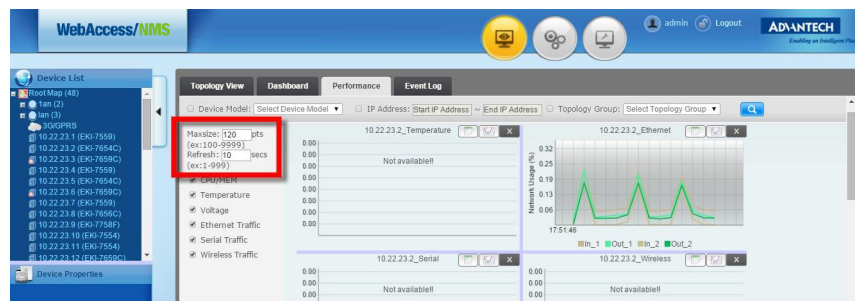 WebAccess/NMS
admin
Logout
ADVANTECH
Enabling an Intelligent Planet
Device List
Root Map (48)
1an (2)
lan (3)
3G/GPRS
10.22.23.1 (EKI-7559)
10.22.23.2 (EKI-7654C)
10.22.23.3 (EKI-7659C)
10.22.23.4 (EKI-7559)
10.22.23.5 (EKI-7654C)
10.22.23.6 (EKI-7659C)
10.22.23.7 (EKI-7559)
10.22.23.8 (EKI-7656C)
10.22.23.9 (EKI-7758F)
10.22.23.10 (EKI-7554)
10.22.23.11 (EKI-7554)
10.22.23.12 (EKI-7659C)
Device Properties
Topology View
Dashboard
Performance
Event Log
Device Model:
Select Device Model
IP Address:
Start IP Address
~
End IP Address
Topology Group:
Select Topology Group
Maxsize: 120 pts
(ex:100-9999)
Refresh: 10 secs
(ex:1-999)
CPU/MEM
Temperature
Voltage
Ethernet Traffic
Serial Traffic
Wireless Traffic
10.22.23.2_Temperature
X
0.00
0.00
0.00
0.00
0.00
0.00
0.00
0.00
Not available!!
10.22.23.2_Ethernet
X
Network Usage (%)
0.32
0.25
0.19
0.13
0.06
17:51:46
In_1
Out_1
In_2
Out_2
10.22.23.2_Serial
X
0.00
0.00
0.00
Not available!!
10.22.23.2_Wireless
X
0.00
0.00
0.00
Not available!!